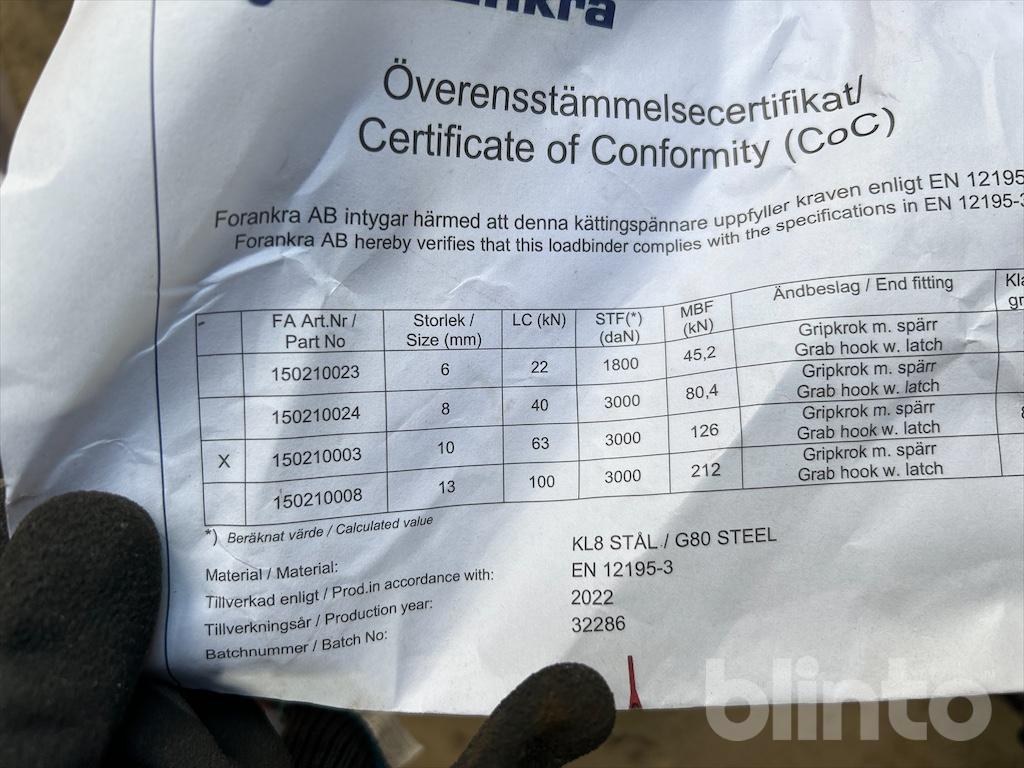 Överensstämmelsecertifikat/
Certificate of Conformity (CoC)
Forankra AB intygar härmed att denna kättingspännare uppfyller kraven enligt EN 12195
Forankra AB hereby verifies that this loadbinder complies with the specifications in EN 12195-3
FA Art.Nr / Part No Storlek / Size (mm) LC (kN) STF(*) (daN) MBF (kN) Ändbeslag / End fitting
150210023 6 22 1800 45,2 Gripkrok m. spärr
Grab hook w. latch
150210024 8 40 3000 80,4 Gripkrok m. spärr
Grab hook w. latch
X 150210003 10 63 3000 126 Gripkrok m. spärr
Grab hook w. latch
150210008 13 100 3000 212 Gripkrok m. spärr
Grab hook w. latch
*) Beräknat värde / Calculated value
Material / Material: KL8 STÅL / G80 STEEL
Tillverkad enligt / Prod.in accordance with: EN 12195-3
Tillverkningsår / Production year: 2022
Batchnummer / Batch No: 32286
blinto